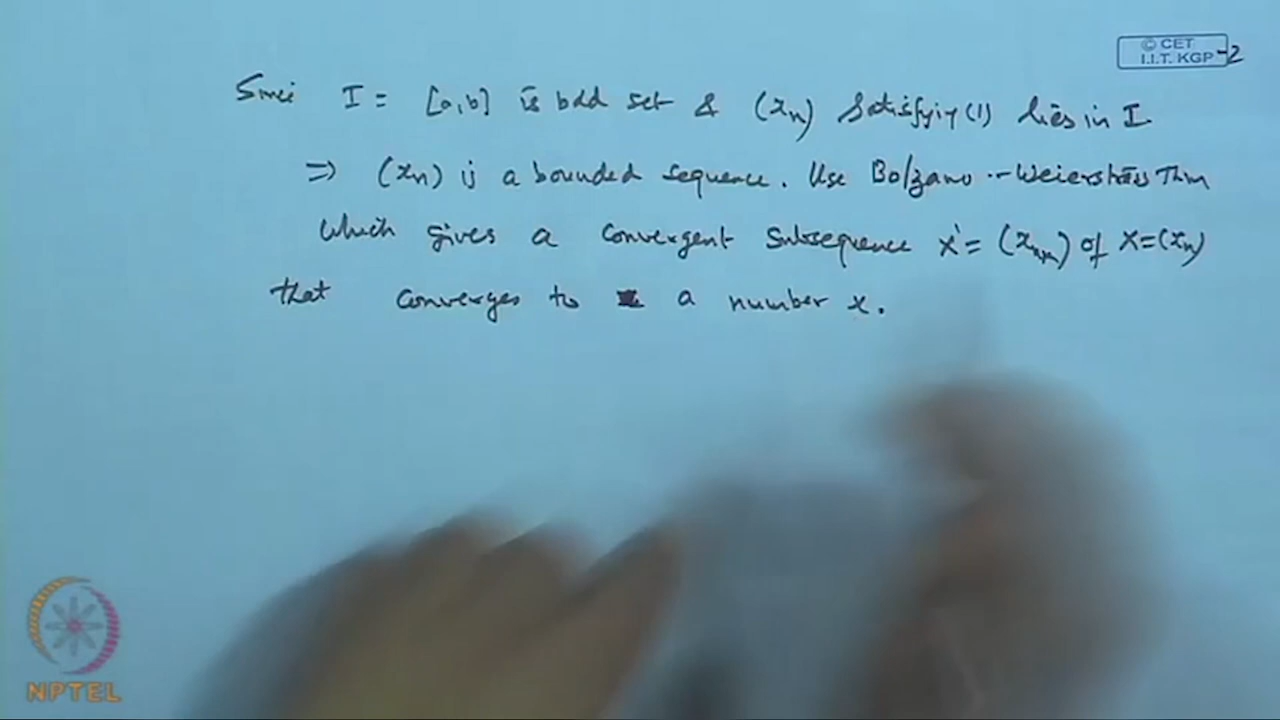 © CET
I.I.T. KGP -2
Since I = [a,b] is bdd set & (xn) Satisfyig (1) lies in I
⇒ (xn) is a bounded sequence. Use Bolzano - Weierstrass Thm
which gives a convergent subsequence X' = (xnk) of X=(xn)
that converges to a number x.
NPTEL